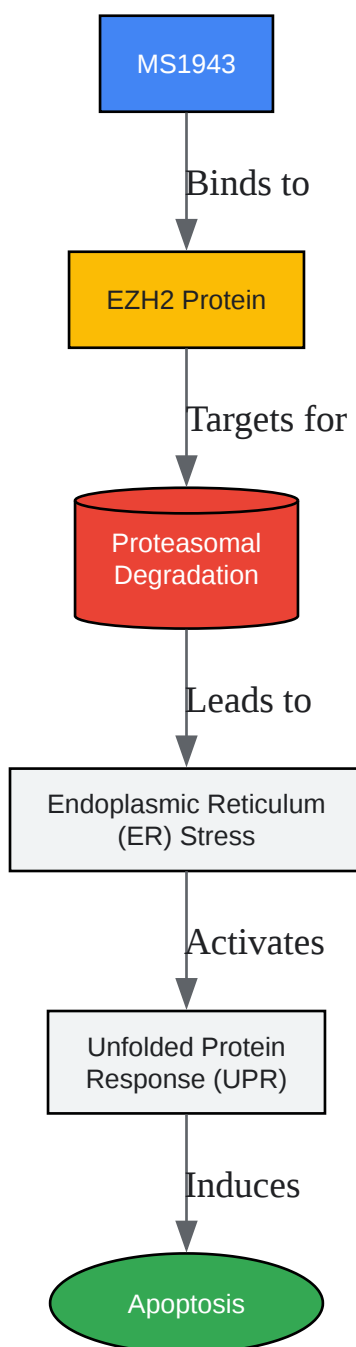 MS1943
Binds to
EZH2 Protein
Targets for
Proteasomal
Degradation
Leads to
Endoplasmic Reticulum
(ER) Stress
Activates
Unfolded Protein
Response (UPR)
Induces
Apoptosis